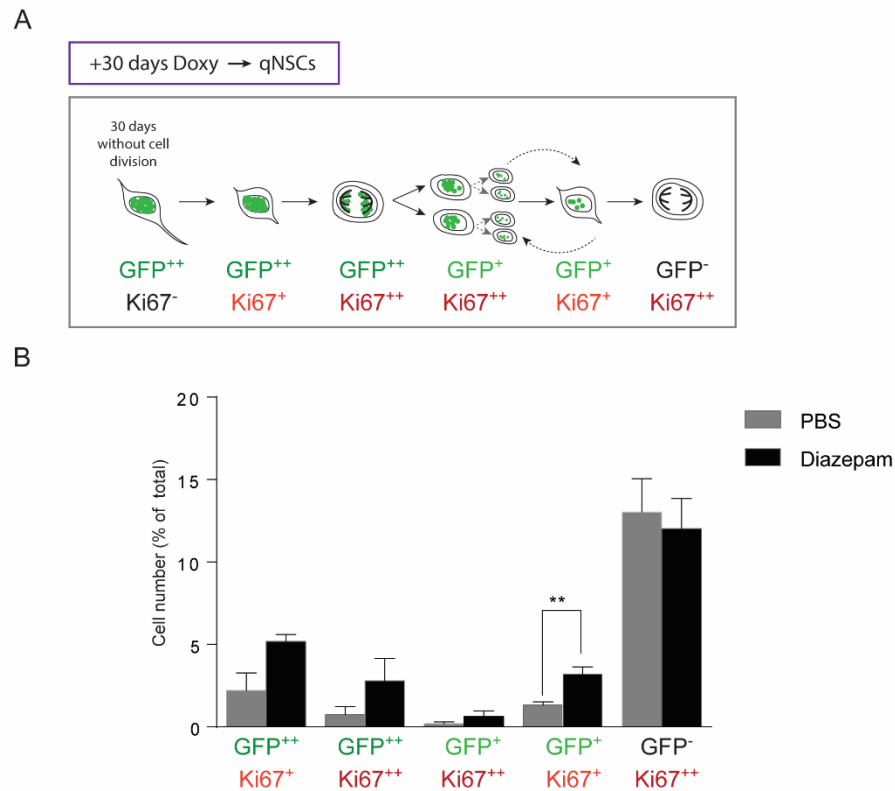 A
+30 days Doxy → qNSCs
30 days
without cell
division
GFP++ GFP++ GFP++ GFP+ GFP+ GFP-
Ki67- Ki67+ Ki67++ Ki67++ Ki67+ Ki67++
B
Cell number (% of total)
20
15
10
5
0
**
PBS
Diazepam
GFP++ GFP++ GFP+ GFP+ GFP-
Ki67+ Ki67++ Ki67++ Ki67+ Ki67++